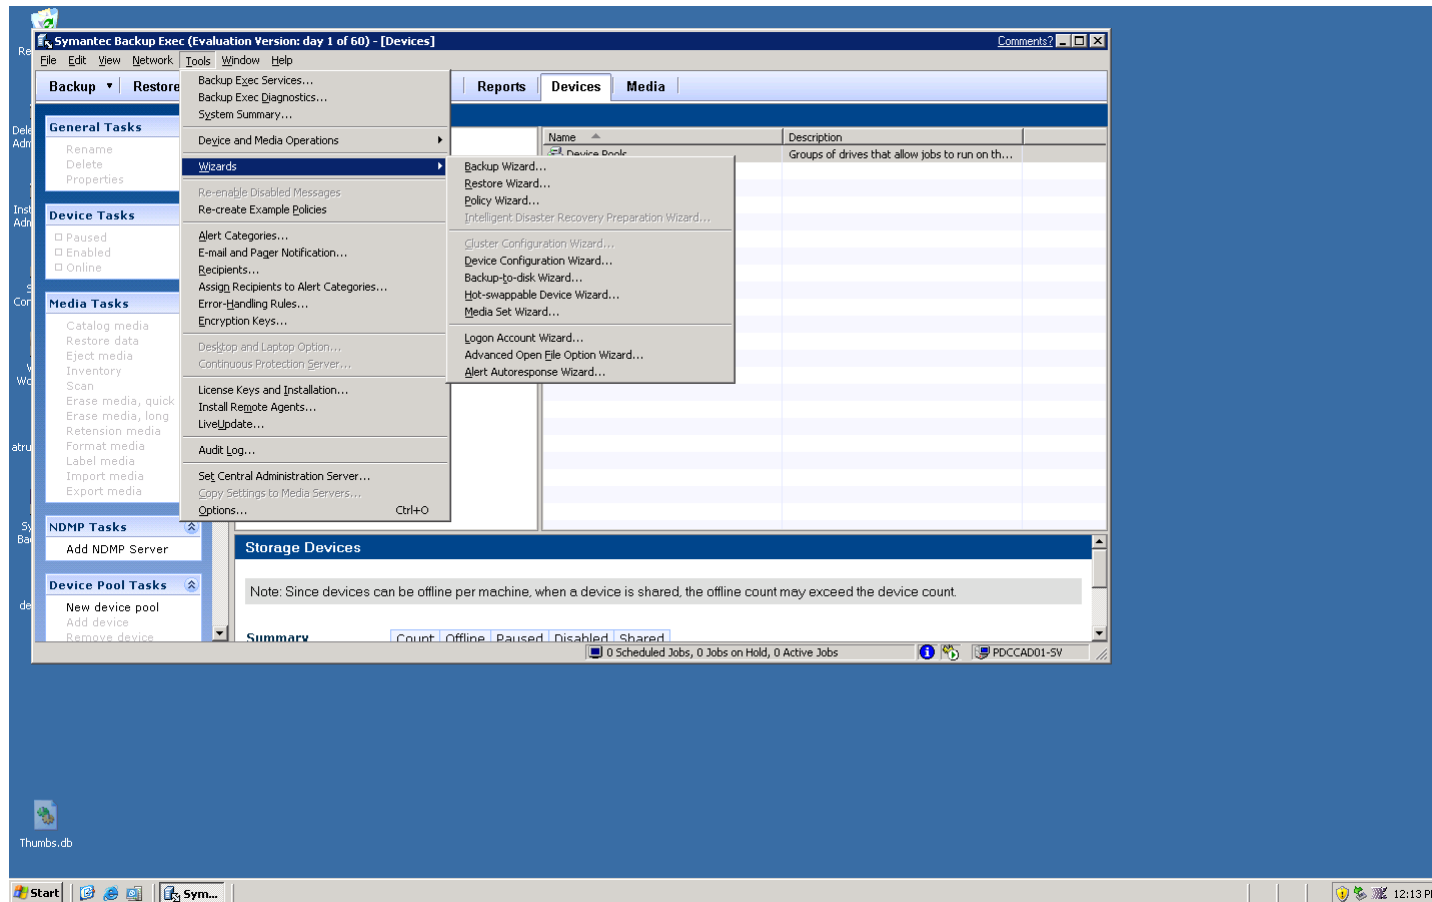 Symantec Backup Exec (Evaluation Version: day 1 of 60) - [Devices]
Comments?
File Edit View Network Tools Window Help
Backup Restore
Reports Devices Media
Backup Exec Services...
Backup Exec Diagnostics...
System Summary...
Device and Media Operations
Wizards
Re-enable Disabled Messages
Re-create Example Policies
Alert Categories...
E-mail and Pager Notification...
Recipients...
Assign Recipients to Alert Categories...
Error-Handling Rules...
Encryption Keys...
Desktop and Laptop Option...
Continuous Protection Server...
License Keys and Installation...
Install Remote Agents...
LiveUpdate...
Audit Log...
Set Central Administration Server...
Copy Settings to Media Servers...
Options... Ctrl+O
Backup Wizard...
Restore Wizard...
Policy Wizard...
Intelligent Disaster Recovery Preparation Wizard...
Cluster Configuration Wizard...
Device Configuration Wizard...
Backup-to-disk Wizard...
Hot-swappable Device Wizard...
Media Set Wizard...
Logon Account Wizard...
Advanced Open File Option Wizard...
Alert Autoresponse Wizard...
General Tasks
Rename
Delete
Properties
Device Tasks
Paused
Enabled
Online
Media Tasks
Catalog media
Restore data
Eject media
Inventory
Scan
Erase media, quick
Erase media, long
Retension media
Format media
Label media
Import media
Export media
NDMP Tasks
Add NDMP Server
Device Pool Tasks
New device pool
Add device
Remove device
Name Description
Device Pools Groups of drives that allow jobs to run on th...
Storage Devices
Note: Since devices can be offline per machine, when a device is shared, the offline count may exceed the device count.
Summary Count Offline Paused Disabled Shared
0 Scheduled Jobs, 0 Jobs on Hold, 0 Active Jobs
PDCCAD01-SV
Thumbs.db
Start
Sym...
12:13 P